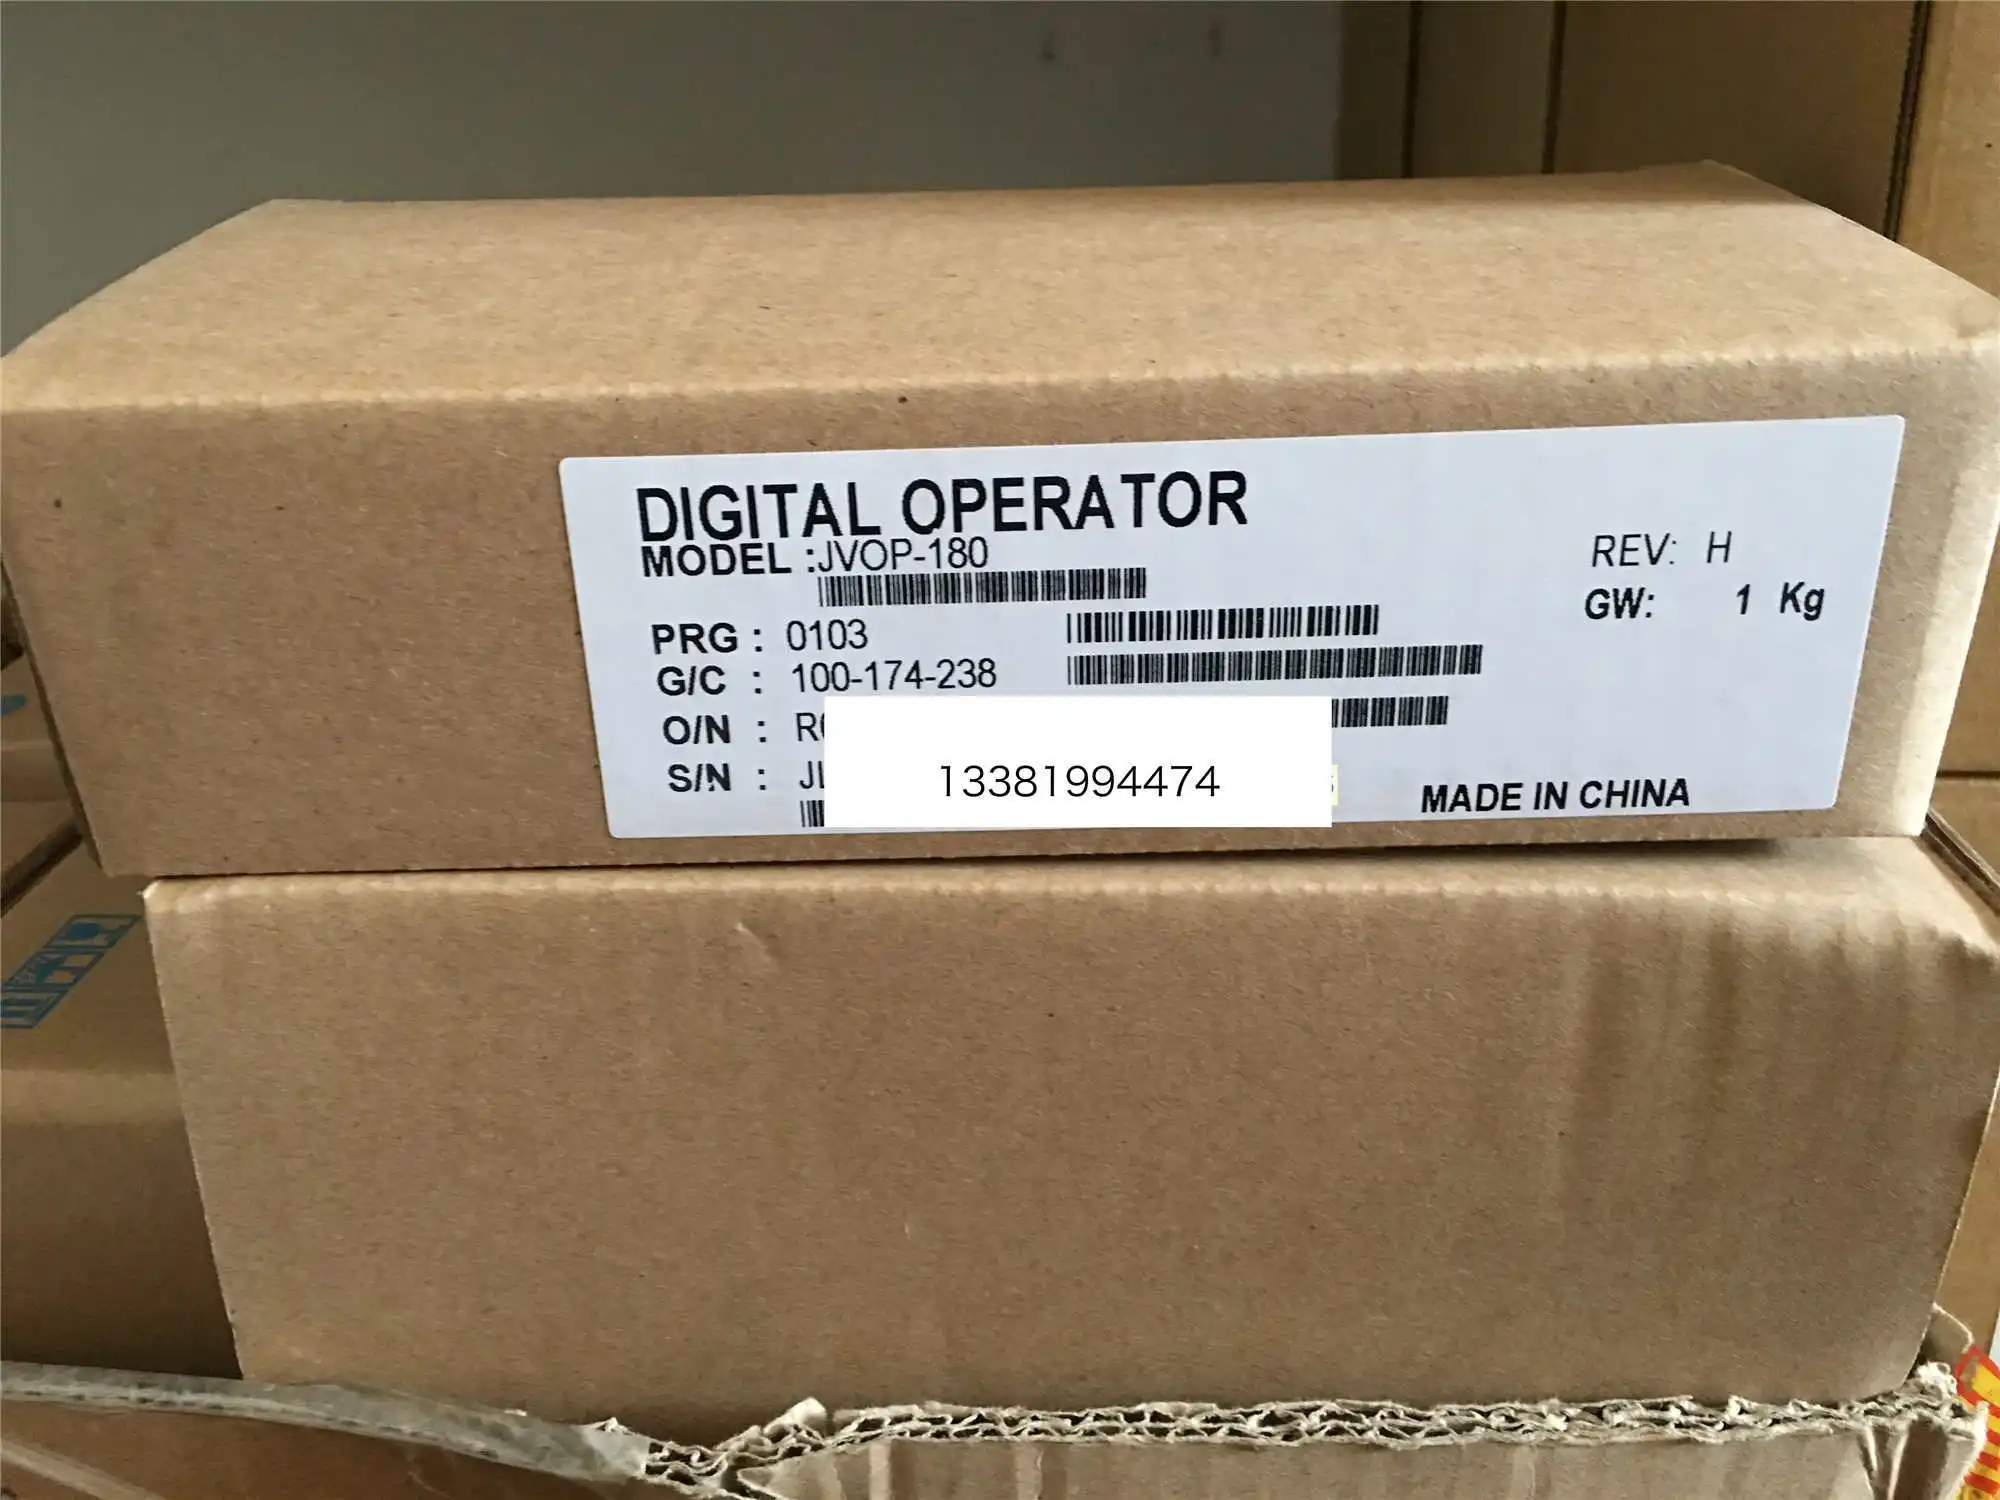 DIGITAL OPERATOR
MODEL :JVOP-180
REV: H
GW: 1 Kg
PRG : 0103
G/C : 100-174-238
O/N :
S/N :
13381994474
MADE IN CHINA